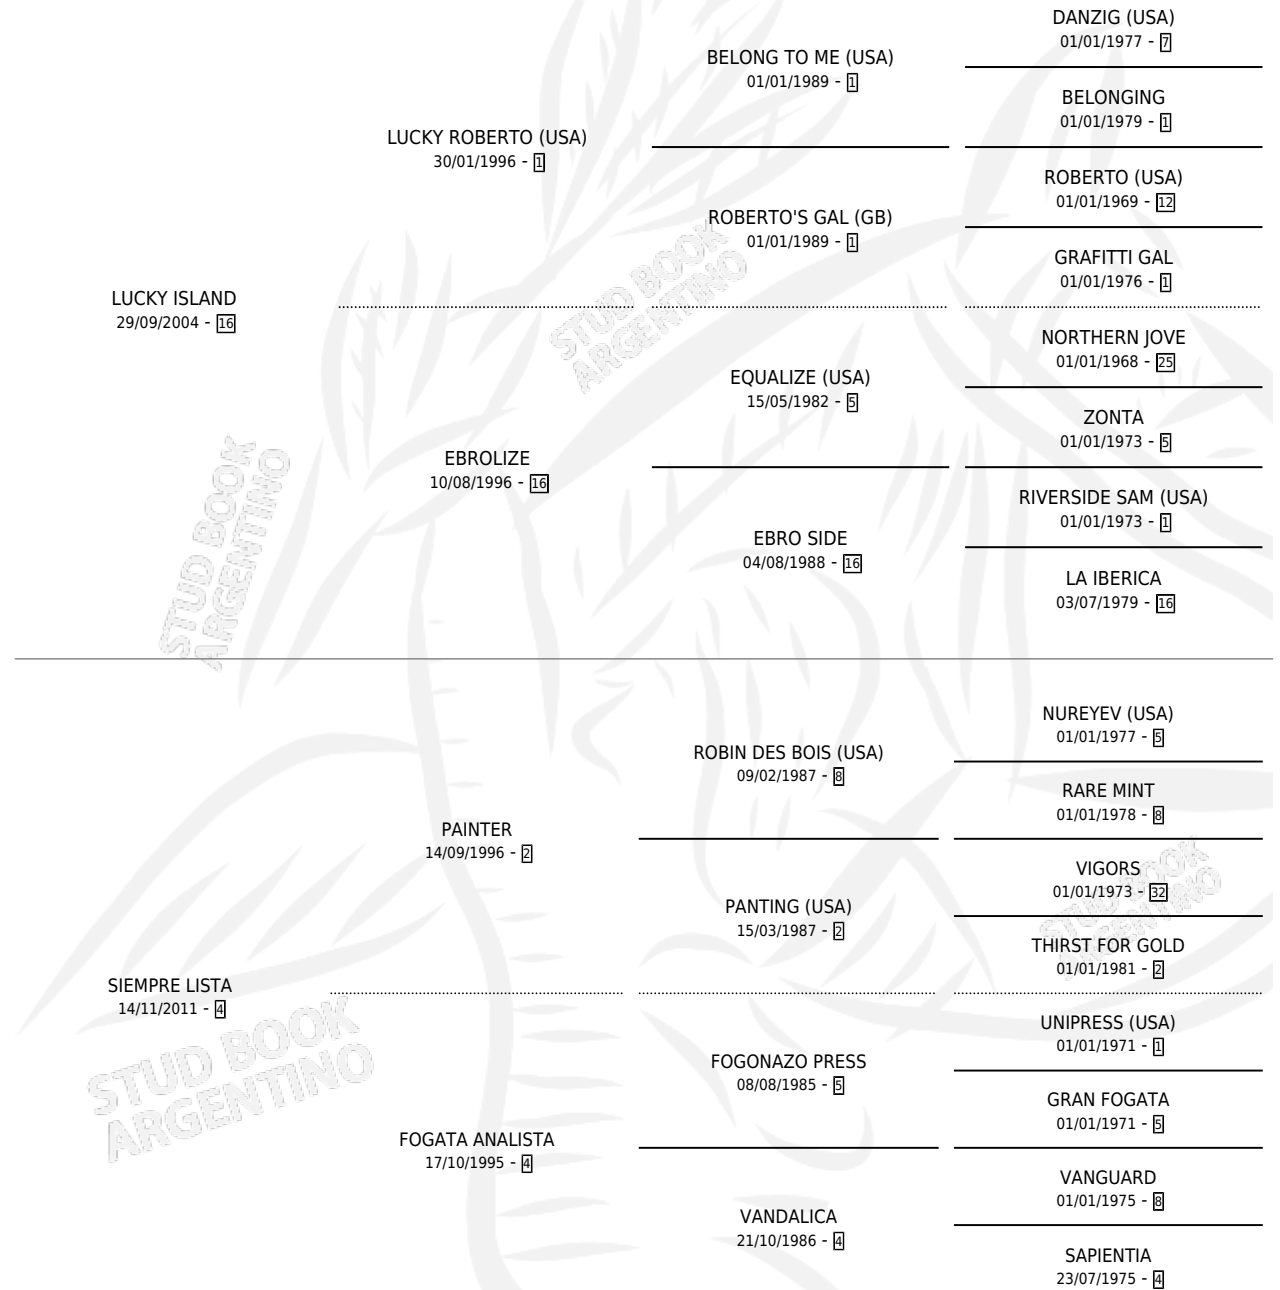 DANZIG (USA)
01/01/1977 - 7
BELONG TO ME (USA)
01/01/1989 - 1
BELONGING
01/01/1979 - 1
LUCKY ROBERTO (USA)
30/01/1996 - 1
ROBERTO (USA)
01/01/1969 - 12
ROBERTO'S GAL (GB)
01/01/1989 - 1
GRAFITTI GAL
01/01/1976 - 1
LUCKY ISLAND
29/09/2004 - 16
NORTHERN JOVE
01/01/1968 - 25
EQUALIZE (USA)
15/05/1982 - 5
ZONTA
01/01/1973 - 5
EBROLIZE
10/08/1996 - 16
RIVERSIDE SAM (USA)
01/01/1973 - 1
EBRO SIDE
04/08/1988 - 16
LA IBERICA
03/07/1979 - 16
NUREYEV (USA)
01/01/1977 - 5
ROBIN DES BOIS (USA)
09/02/1987 - 8
RARE MINT
01/01/1978 - 8
PAINTER
14/09/1996 - 2
VIGORS
01/01/1973 - 32
PANTING (USA)
15/03/1987 - 2
THIRST FOR GOLD
01/01/1981 - 2
SIEMPRE LISTA
14/11/2011 - 4
UNIPRESS (USA)
01/01/1971 - 1
FOGONAZO PRESS
08/08/1985 - 5
GRAN FOGATA
01/01/1971 - 5
FOGATA ANALISTA
17/10/1995 - 4
VANGUARD
01/01/1975 - 8
VANDALICA
21/10/1986 - 4
SAPIENTIA
23/07/1975 - 4
STUD BOOK
ARGENTINO
STUD BOOK
ARGENTINO
STUD BOOK
ARGENTINO
STUD BOOK
ARGENTINO